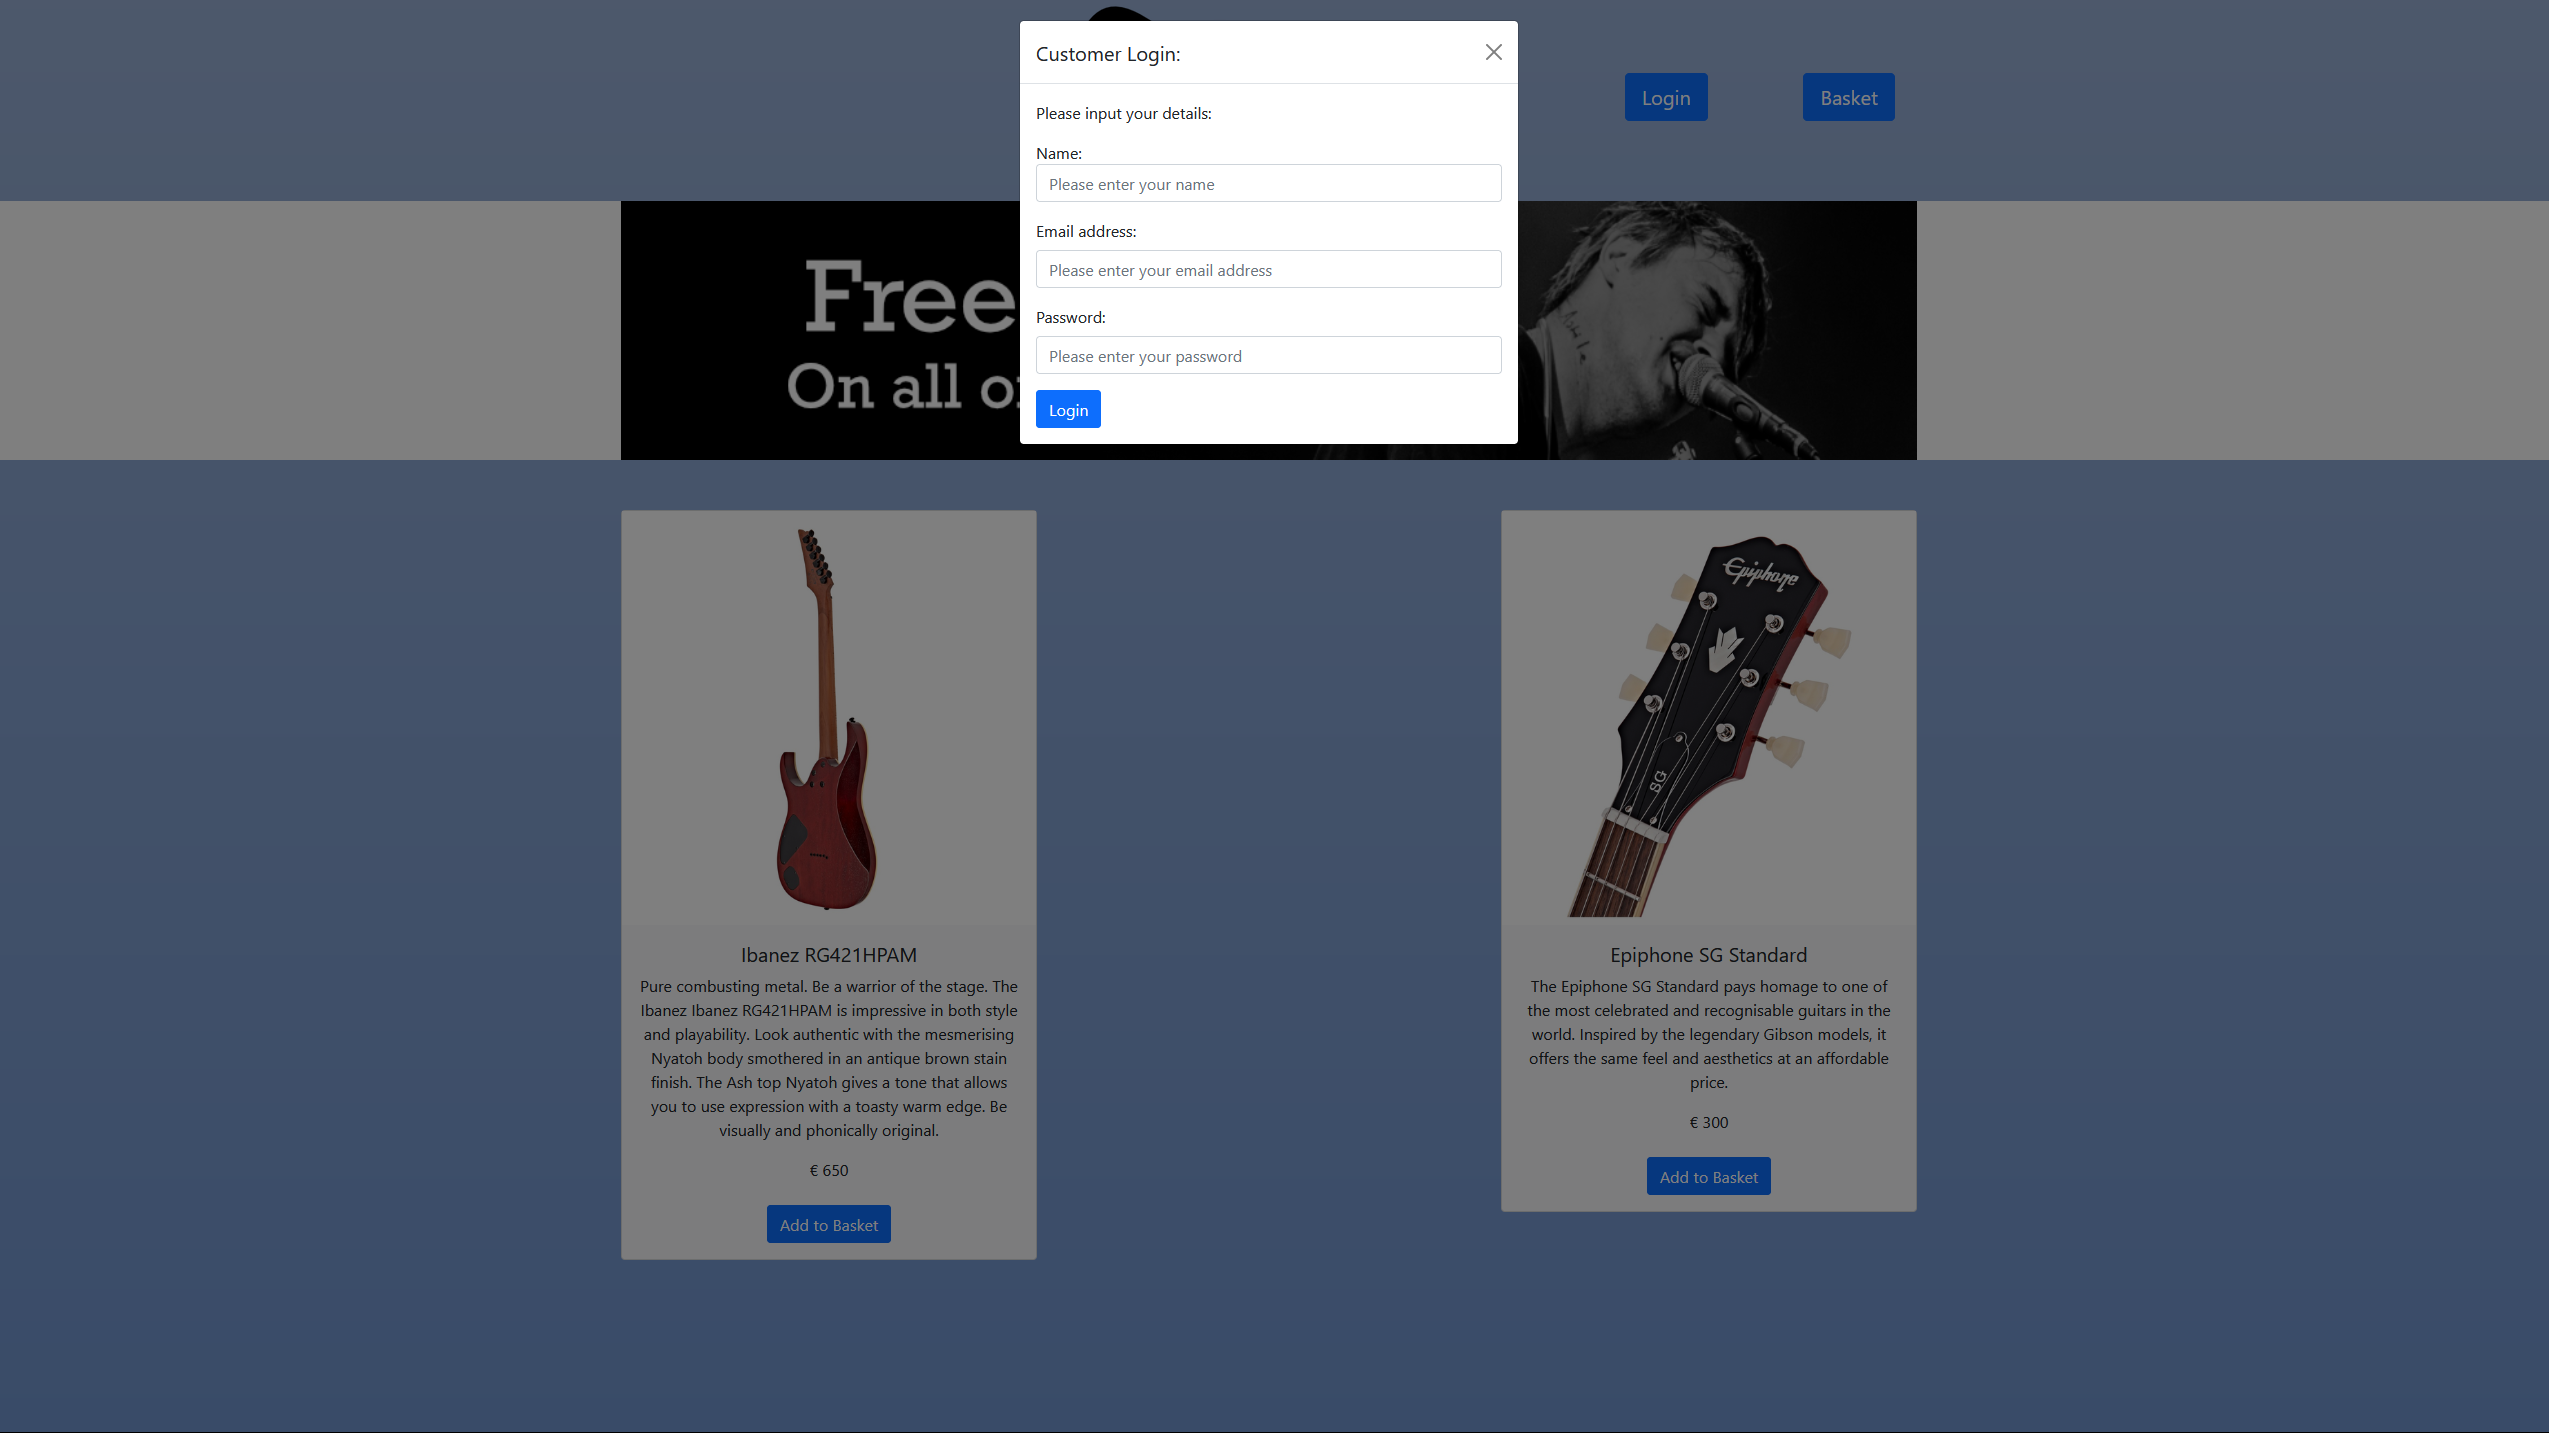 Customer Login:
Login
Basket
Please input your details:
Name:
Please enter your name
Email address:
Please enter your email address
Password:
Please enter your password
Login
Free
On all
Epiphone
SG
Ibanez RG421HPAM
Pure combusting metal. Be a warrior of the stage. The
Ibanez Ibanez RG421HPAM is impressive in both style
and playability. Look authentic with the mesmerising
Nyatoh body smothered in an antique brown stain
finish. The Ash top Nyatoh gives a tone that allows
you to use expression with a toasty warm edge. Be
visually and phonically original.
€ 650
Add to Basket
Epiphone SG Standard
The Epiphone SG Standard pays homage to one of
the most celebrated and recognisable guitars in the
world. Inspired by the legendary Gibson models, it
offers the same feel and aesthetics at an affordable
price.
€ 300
Add to Basket